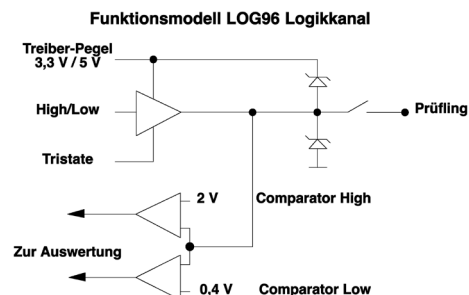 Funktionsmodell LOG96 Logikkanal
Treiber-Pegel
3,3 V / 5 V
High/Low
Prüfling
Tristate
2 V
Comparator High
Zur Auswertung
0,4 V
Comparator Low